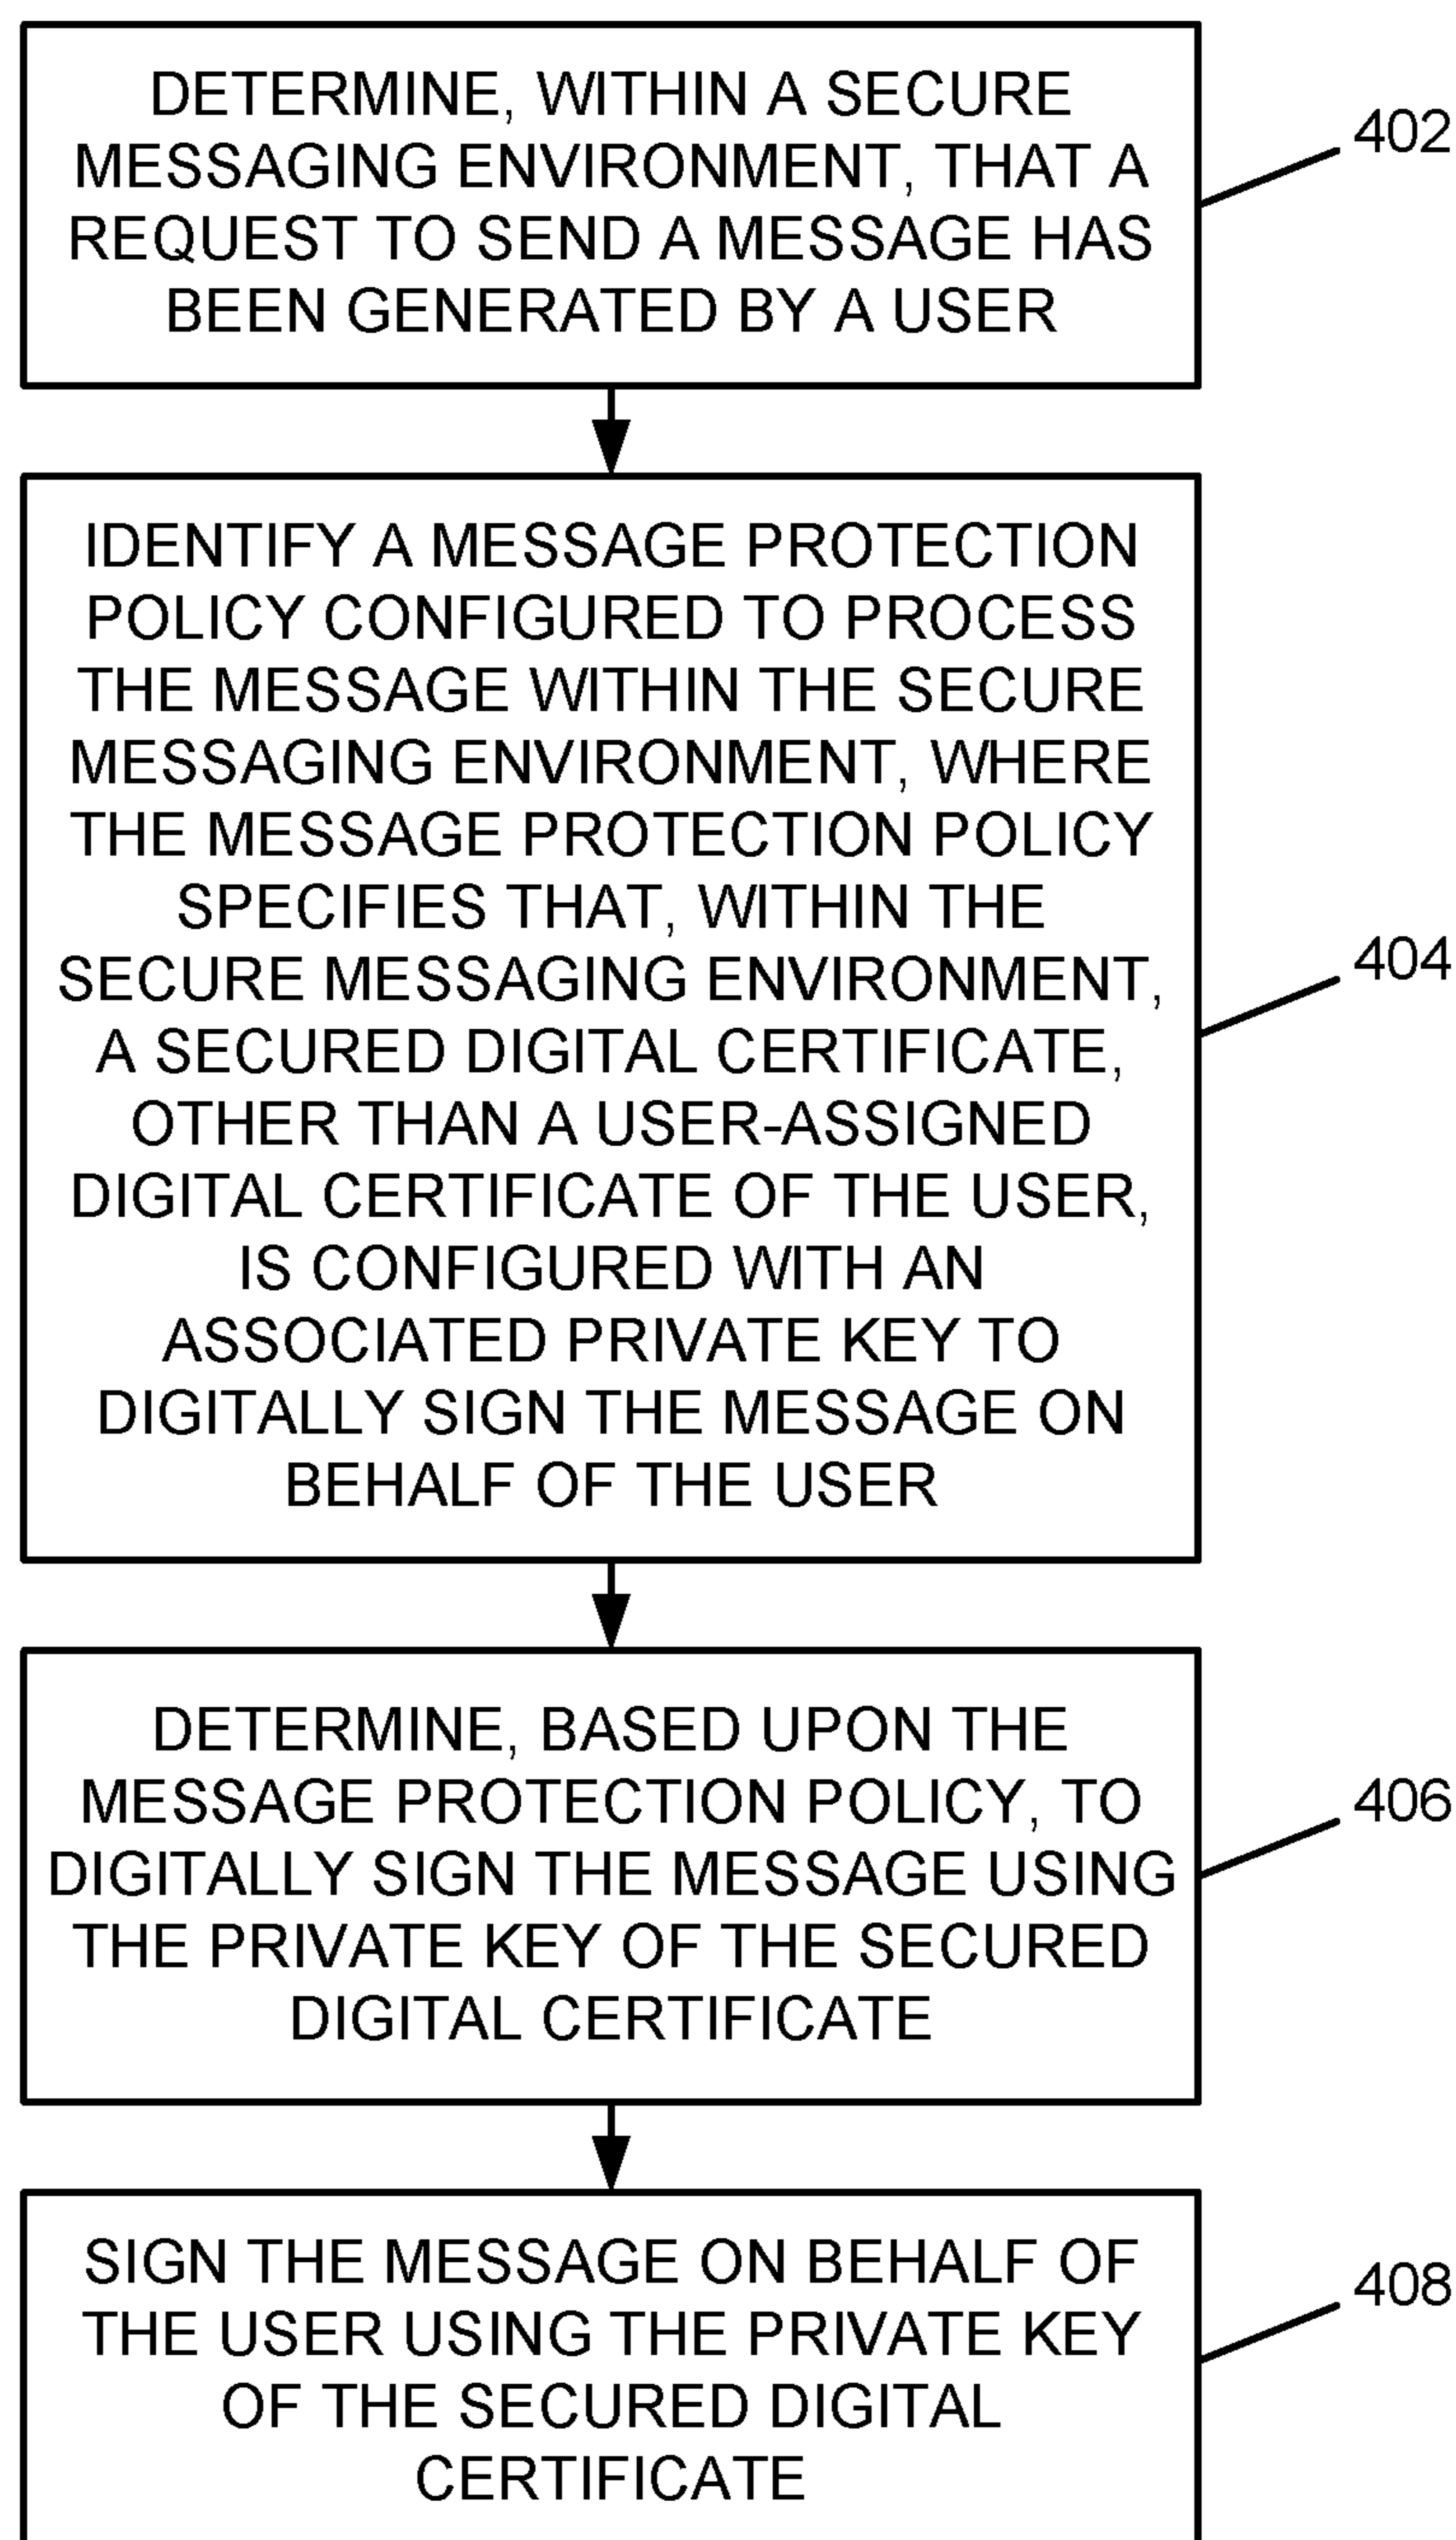 DETERMINE, WITHIN A SECURE
MESSAGING ENVIRONMENT, THAT A
REQUEST TO SEND A MESSAGE HAS
BEEN GENERATED BY A USER
402
IDENTIFY A MESSAGE PROTECTION
POLICY CONFIGURED TO PROCESS
THE MESSAGE WITHIN THE SECURE
MESSAGING ENVIRONMENT, WHERE
THE MESSAGE PROTECTION POLICY
SPECIFIES THAT, WITHIN THE
SECURE MESSAGING ENVIRONMENT,
A SECURED DIGITAL CERTIFICATE,
OTHER THAN A USER-ASSIGNED
DIGITAL CERTIFICATE OF THE USER,
IS CONFIGURED WITH AN
ASSOCIATED PRIVATE KEY TO
DIGITALLY SIGN THE MESSAGE ON
BEHALF OF THE USER
404
DETERMINE, BASED UPON THE
MESSAGE PROTECTION POLICY, TO
DIGITALLY SIGN THE MESSAGE USING
THE PRIVATE KEY OF THE SECURED
DIGITAL CERTIFICATE
406
SIGN THE MESSAGE ON BEHALF OF
THE USER USING THE PRIVATE KEY
OF THE SECURED DIGITAL
CERTIFICATE
408